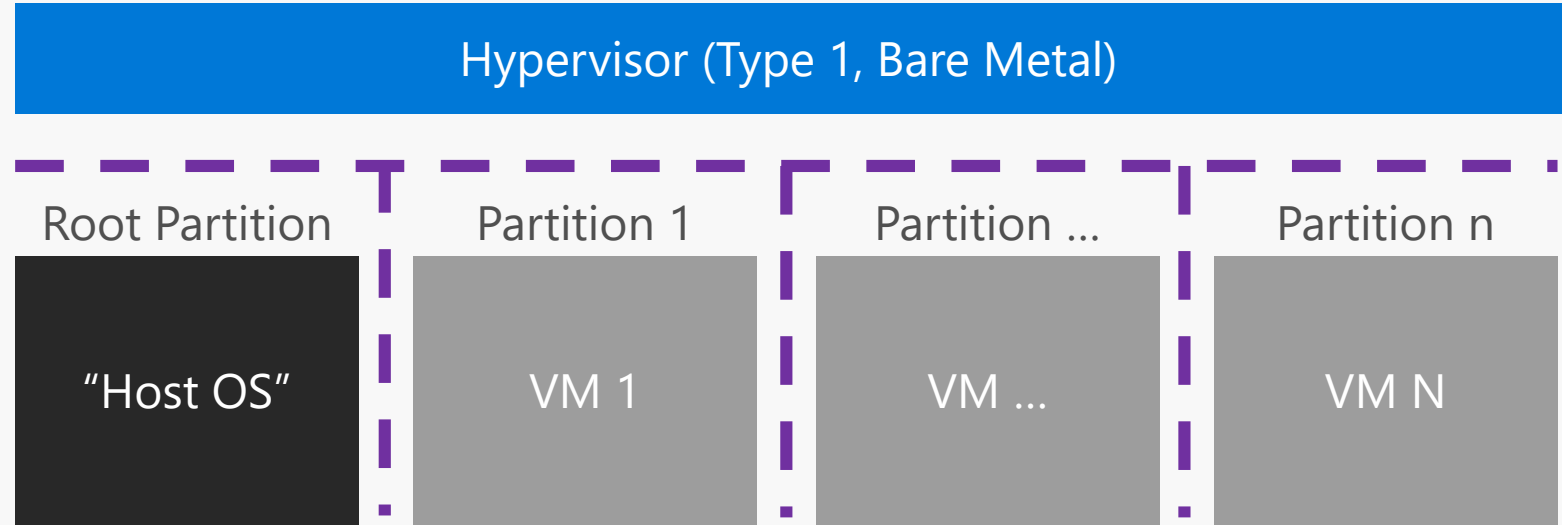 Hypervisor (Type 1, Bare Metal)
Root Partition
Partition 1
Partition …
Partition n
“Host OS”
VM 1
VM …
VM N